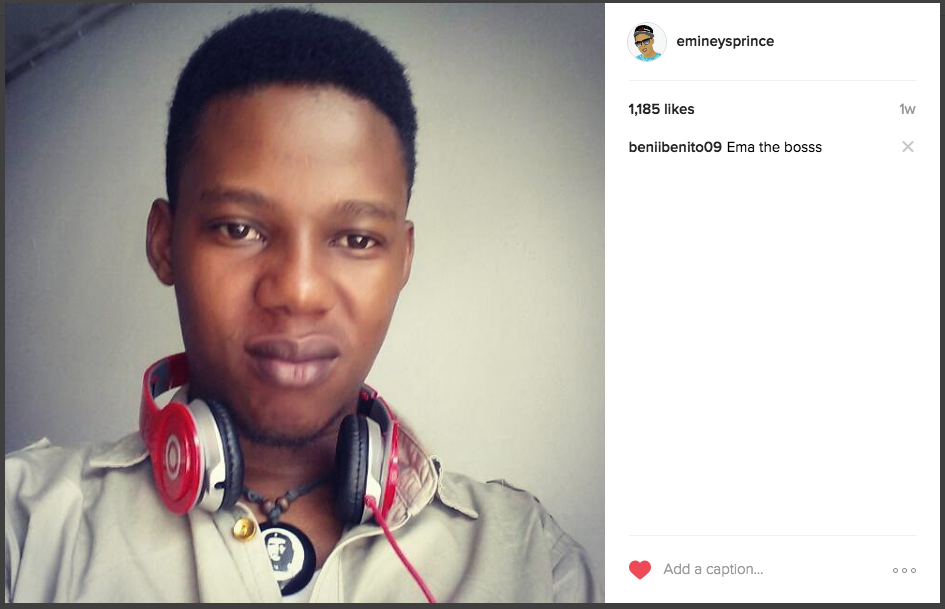 emineysprince
1,185 likes
1w
beniibenito09 Ema the bosss
Add a caption...